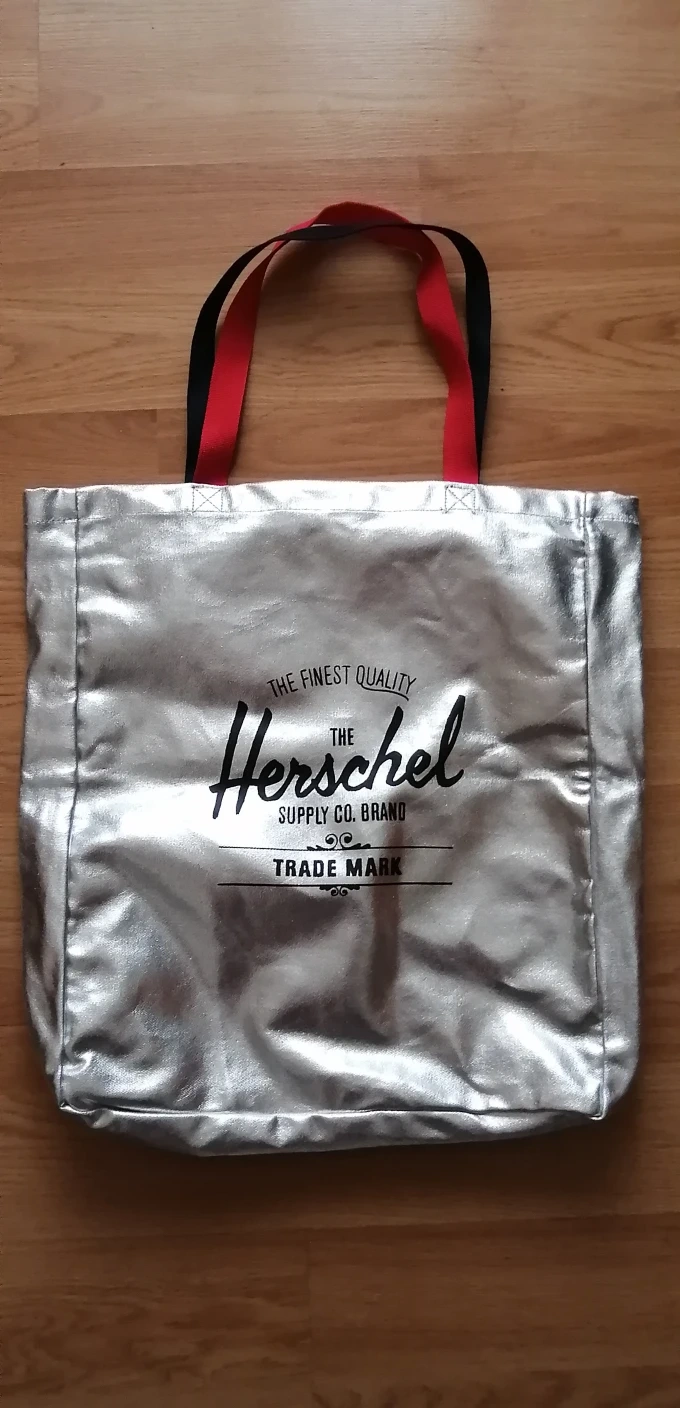 THE FINEST QUALITY
THE
Herschel
SUPPLY CO. BRAND
TRADE MARK